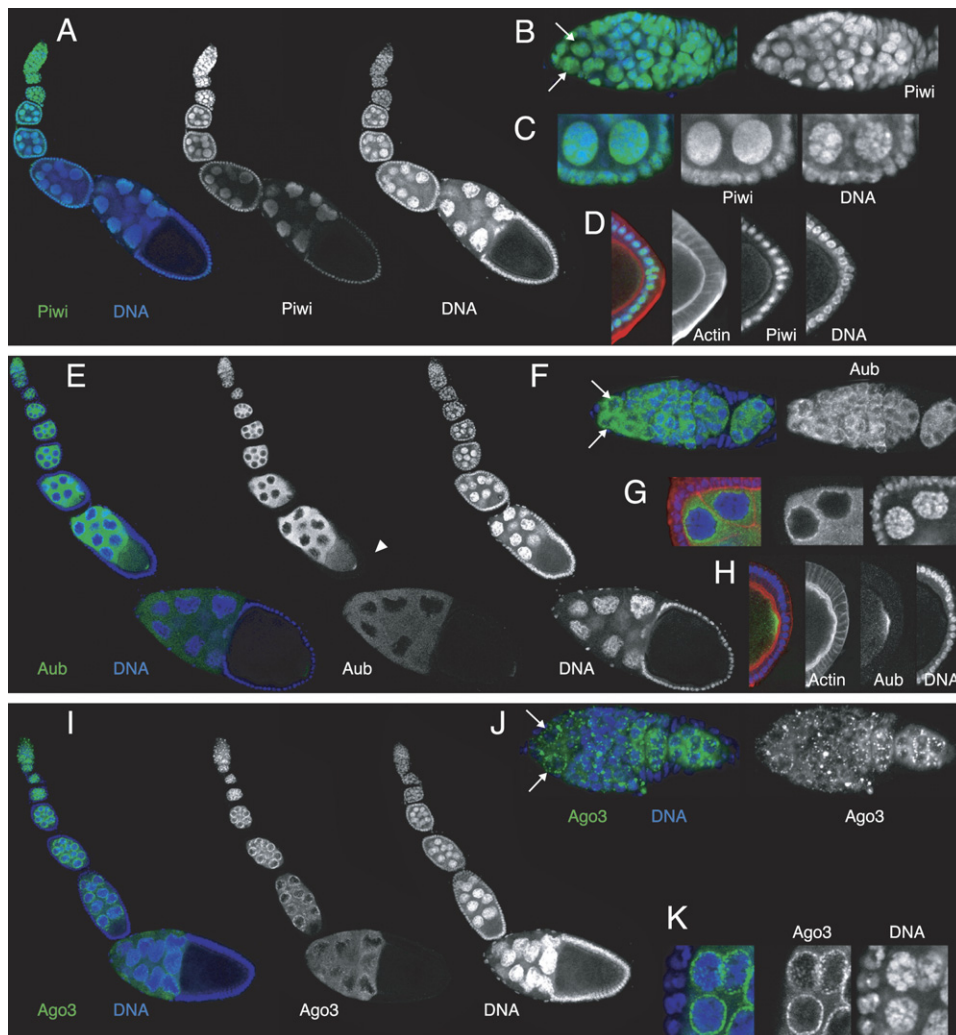 A
B
Piwi
C
Piwi DNA
D
Piwi DNA Piwi DNA
Actin Piwi DNA
E
F
Aub
G
H
Aub DNA Aub DNA
Actin Aub DNA
I
J
Ago3 DNA Ago3
K
Ago3 DNA
Ago3 DNA Ago3 DNA